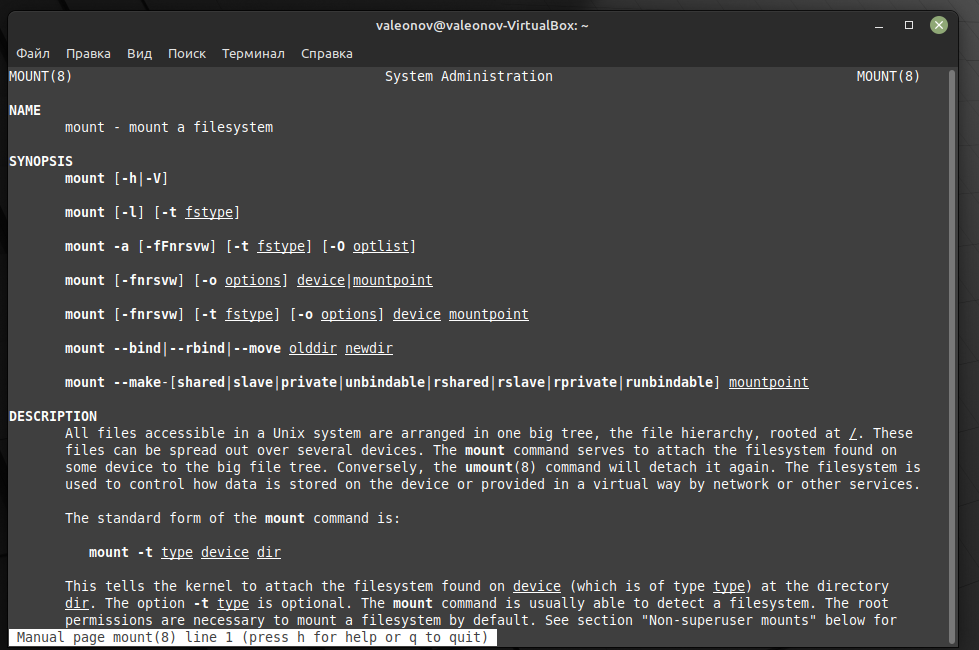 valeonov@valeonov-VirtualBox: ~
Файл Правка Вид Поиск Терминал Справка
MOUNT(8) System Administration MOUNT(8)
NAME
mount - mount a filesystem
SYNOPSIS
mount [-h|-V]
mount [-l] [-t fstype]
mount -a [-fFnrsvw] [-t fstype] [-O optlist]
mount [-fnrsvw] [-o options] device|mountpoint
mount [-fnrsvw] [-t fstype] [-o options] device mountpoint
mount --bind|--rbind|--move olddir newdir
mount --make-[shared|slave|private|unbindable|rshared|rslave|rprivate|runbindable] mountpoint
DESCRIPTION
All files accessible in a Unix system are arranged in one big tree, the file hierarchy, rooted at /. These
files can be spread out over several devices. The mount command serves to attach the filesystem found on
some device to the big file tree. Conversely, the umount(8) command will detach it again. The filesystem is
used to control how data is stored on the device or provided in a virtual way by network or other services.
The standard form of the mount command is:
mount -t type device dir
This tells the kernel to attach the filesystem found on device (which is of type type) at the directory
dir. The option -t type is optional. The mount command is usually able to detect a filesystem. The root
permissions are necessary to mount a filesystem by default. See section "Non-superuser mounts" below for
Manual page mount(8) line 1 (press h for help or q to quit)